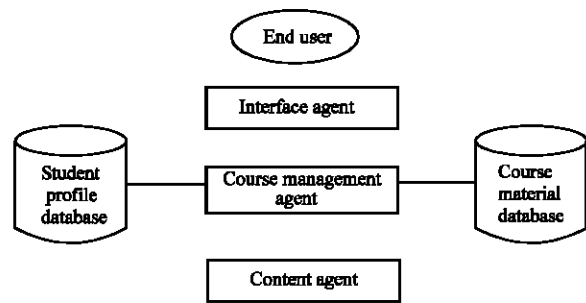 End user
Interface agent
Student
profile
database
Course management
agent
Course
material
database
Content agent